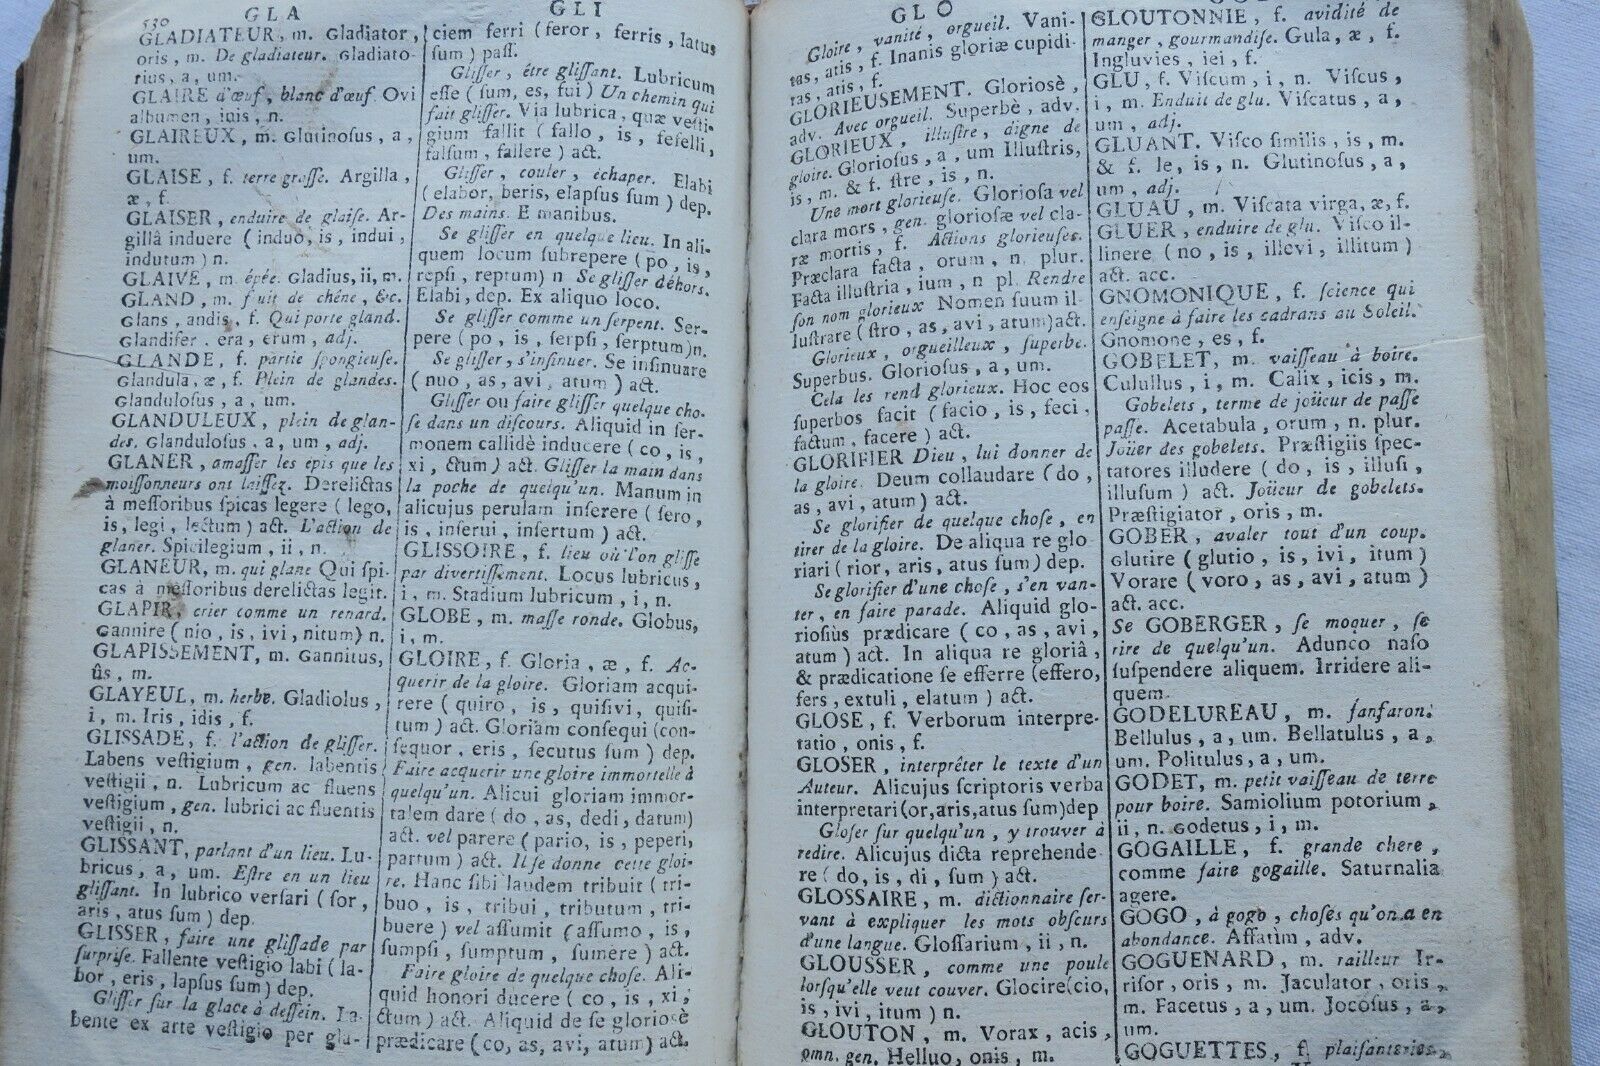 530
GLA
GLI
GLADIATEUR, m. Gladiator,
oris, m. De gladiateur. Gladiato-
rius, a, um.
GLAIRE d'œuf, blanc d'œuf. Ovi
albumen, inis, n.
GLAIREUX, m. Glutinoſus, a,
um.
GLAISE, f. terre graſſe. Argilla,
æ, f.
GLAISER, enduire de glaiſe. Ar-
gillâ induere (induo, is, indui,
indutum) n.
GLAIVE, m. épée. Gladius, ii, m.
GLAND, m. fruit de chêne, &c.
Glans, andis, f. Qui porte gland.
Glandifer, era, erum, adj.
GLANDE, f. partie ſpongieuſe.
Glandula, æ, f. Plein de glandes.
Glanduloſus, a, um.
GLANDULEUX, plein de glan-
des. Glanduloſus, a, um, adj.
GLANER, amaſſer les épis que les
moiſſonneurs ont laiſſez. Derelictas
à meſſoribus ſpicas legere (lego,
is, legi, lectum) act. L'action de
glaner. Spicilegium, ii, n.
GLANEUR, m. qui glane Qui ſpi-
cas à meſſoribus derelictas legit.
GLAPIR, crier comme un renard.
Gannire (nio, is, ivi, nitum) n.
GLAPISSEMENT, m. Gannitus,
ûs, m.
GLAYEUL, m. herbe. Gladiolus,
i, m. Iris, idis, f.
GLISSADE, f. l'action de gliſſer.
Labens veſtigium, gen. labentis
veſtigii, n. Lubricum ac fluens
veſtigium, gen. lubrici ac fluentis
veſtigii, n.
GLISSANT, parlant d'un lieu. Lu-
bricus, a, um. Eſtre en un lieu
gliſſant. In lubrico verſari (ſor,
aris, atus ſum) dep.
GLISSER, faire une gliſſade par
ſurpriſe. Fallente veſtigio labi (la-
bor, eris, lapſus ſum) dep.
Gliſſer ſur la glace à deſſein. La-
bente ex arte veſtigio per gla-
ciem ferri (feror, ferris, latus
ſum) paſſ.
Gliſſer, être gliſſant. Lubricum
eſſe (ſum, es, fui) Un chemin qui
fait gliſſer. Via lubrica, quæ veſti-
gium fallit (fallo, is, fefelli,
falſum, fallere) act.
Gliſſer, couler, échaper. Elabi
(elabor, beris, elapſus ſum) dep.
Des mains. E manibus.
Se gliſſer en quelque lieu. In ali-
quem locum ſubrepere (po, is,
repſi, reptum) n Se gliſſer déhors.
Elabi, dep. Ex aliquo loco.
Se gliſſer comme un ſerpent. Ser-
pere (po, is, ſerpſi, ſerptum) n.
Se gliſſer, s'inſinuer. Se inſinuare
(nuo, as, avi, atum) act.
Gliſſer ou faire gliſſer quelque cho-
ſe dans un diſcours. Aliquid in ſer-
monem callidè inducere (co, is,
xi, ctum) act. Gliſſer la main dans
la poche de quelqu'un. Manum in
alicujus perulam inſerere (ſero,
is, inſerui, inſertum) act.
GLISSOIRE, f. lieu où l'on gliſſe
par divertiſſement. Locus lubricus,
i, m. Stadium lubricum, i, n.
GLOBE, m. maſſe ronde. Globus,
i, m.
GLOIRE, f. Gloria, æ, f. Ac-
querir de la gloire. Gloriam acqui-
rere (quiro, is, quiſivi, quiſi-
tum) act. Gloriam conſequi (con-
ſequor, eris, ſecutus ſum) dep.
Faire acquerir une gloire immortelle à
quelqu'un. Alicui gloriam immor-
talem dare (do, as, dedi, datum)
act. vel parere (pario, is, peperi,
partum) act. Il ſe donne cette gloi-
re. Hanc ſibi laudem tribuit (tri-
buo, is, tribui, tributum, tri-
buere) vel aſſumit (aſſumo, is,
ſumpſi, ſumptum, ſumere) act.
Faire gloire de quelque choſe. Ali-
quid honori ducere (co, is, xi,
ctum) act. Aliquid de ſe glorioſè
prædicare (co, as, avi, atum) act.
GLO
Gloire, vanité, orgueil. Vani-
tas, atis, f. Inanis gloriæ cupidi-
tas, atis, f.
GLORIEUSEMENT. Glorioſè,
adv. Avec orgueil. Superbè, adv.
GLORIEUX, illuſtre, digne de
gloire. Glorioſus, a, um Illuſtris,
is, m. & f. ſtre, is, n.
Une mort glorieuſe. Glorioſa vel
clara mors, gen. glorioſæ vel cla-
ræ mortis, f. Actions glorieuſes.
Præclara facta, orum, n. plur.
Facta illuſtria, ium, n pl. Rendre
ſon nom glorieux Nomen ſuum il-
luſtrare (ſtro, as, avi, atum) act.
Glorieux, orgueilleux, ſuperbe.
Superbus. Glorioſus, a, um.
Cela les rend glorieux. Hoc eos
ſuperbos facit (facio, is, feci,
factum, facere) act.
GLORIFIER Dieu, lui donner de
la gloire. Deum collaudare (do,
as, avi, atum) act.
Se glorifier de quelque choſe, en
tirer de la gloire. De aliqua re glo-
riari (rior, aris, atus ſum) dep.
Se glorifier d'une choſe, s'en van-
ter, en faire parade. Aliquid glo-
rioſiùs prædicare (co, as, avi,
atum) act. In aliqua re gloriâ,
& prædicatione ſe efferre (effero,
fers, extuli, elatum) act.
GLOSE, f. Verborum interpre-
tatio, onis, f.
GLOSER, interprêter le texte d'un
Auteur. Alicujus ſcriptoris verba
interpretari (or, aris, atus ſum) dep
Gloſer ſur quelqu'un, y trouver à
redire. Alicujus dicta reprehende-
re (do, is, di, ſum) act.
GLOSSAIRE, m. dictionnaire ſer-
vant à expliquer les mots obſcurs
d'une langue. Gloſſarium, ii, n.
GLOUSSER, comme une poule
lorſqu'elle veut couver. Glocire (cio,
is, ivi, itum) n.
GLOUTON, m. Vorax, acis,
omn. gen. Helluo, onis, m.
GLOUTONNIE, f. avidité de
manger, gourmandiſe. Gula, æ, f.
Ingluvies, iei, f.
GLU, f. Viſcum, i, n. Viſcus,
i, m. Enduit de glu. Viſcatus, a,
um, adj.
GLUANT. Viſco ſimilis, is, m.
& f. le, is, n. Glutinoſus, a,
um, adj.
GLUAU, m. Viſcata virga, æ, f.
GLUER, enduire de glu. Viſco il-
linere (no, is, illevi, illitum)
act. acc.
GNOMONIQUE, f. ſcience qui
enſeigne à faire les cadrans au Soleil.
Gnomone, es, f.
GOBELET, m. vaiſſeau à boire.
Culullus, i, m. Calix, icis, m.
Gobelets, terme de joüeur de paſſe
paſſe. Acetabula, orum, n. plur.
Joüer des gobelets. Præſtigiis ſpec-
tatores illudere (do, is, illuſi,
illuſum) act. Joüeur de gobelets.
Præſtigiator, oris, m.
GOBER, avaler tout d'un coup.
Glutire (glutio, is, ivi, itum)
Vorare (voro, as, avi, atum)
act. acc.
Se GOBERGER, ſe moquer, ſe
rire de quelqu'un. Adunco naſo
ſuſpendere aliquem. Irridere ali-
quem.
GODELUREAU, m. fanfaron.
Bellulus, a, um. Bellatulus, a,
um. Politulus, a, um.
GODET, m. petit vaiſſeau de terre
pour boire. Samiolium potorium,
ii, n. Godetus, i, m.
GOGAILLE, f. grande chere,
comme faire gogaille. Saturnalia
agere.
GOGO, à gogo, choſes qu'on a en
abondance. Affatìm, adv.
GOGUENARD, m. railleur Ir-
riſor, oris, m. Jaculator, oris,
m. Facetus, a, um. Jocoſus, a,
um.
GOGUETTES, f. plaiſanteries,